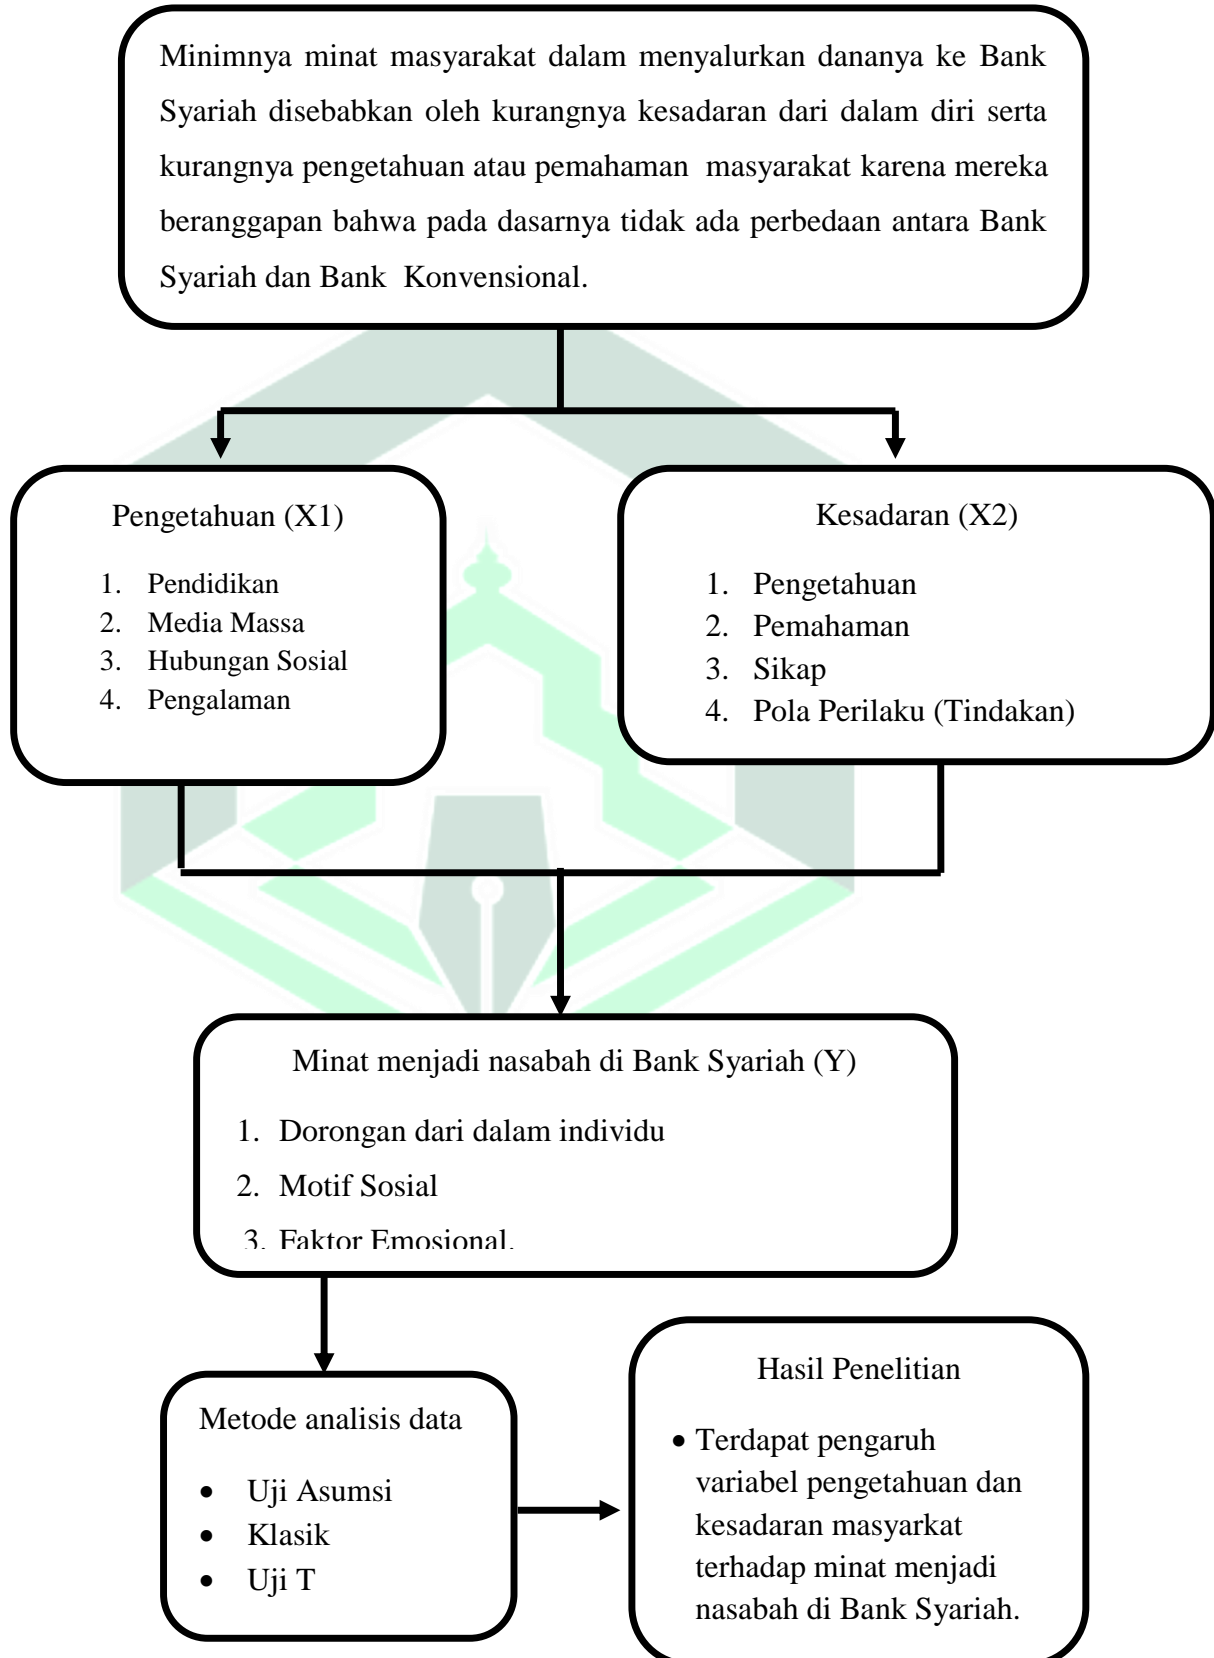 Minimnya minat masyarakat dalam menyalurkan dananya ke Bank
Syariah disebabkan oleh kurangnya kesadaran dari dalam diri serta
kurangnya pengetahuan atau pemahaman masyarakat karena mereka
beranggapan bahwa pada dasarnya tidak ada perbedaan antara Bank
Syariah dan Bank Konvensional.
Pengetahuan (X1)
1. Pendidikan
2. Media Massa
3. Hubungan Sosial
4. Pengalaman
Kesadaran (X2)
1. Pengetahuan
2. Pemahaman
3. Sikap
4. Pola Perilaku (Tindakan)
Minat menjadi nasabah di Bank Syariah (Y)
1. Dorongan dari dalam individu
2. Motif Sosial
3. Faktor Emosional.
Metode analisis data
• Uji Asumsi
• Klasik
• Uji T
Hasil Penelitian
• Terdapat pengaruh
variabel pengetahuan dan
kesadaran masyarkat
terhadap minat menjadi
nasabah di Bank Syariah.